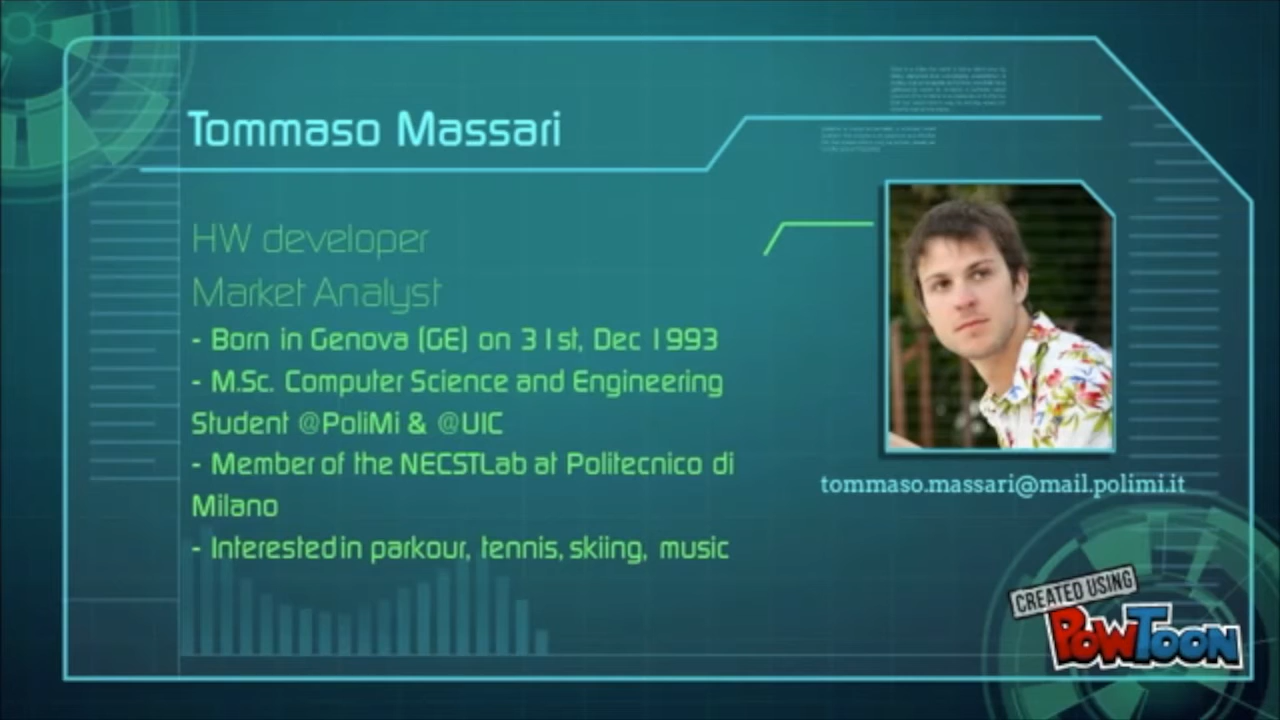 Tommaso Massari
HW developer
Market Analyst
- Born in Genova (GE) on 31st, Dec 1993
- M.Sc. Computer Science and Engineering
Student @PoliMi & @UIC
- Member of the NECSTLab at Politecnico di
Milano
- Interested in parkour, tennis, skiing, music
tommaso.massari@mail.polimi.it
CREATED USING
POWTOON